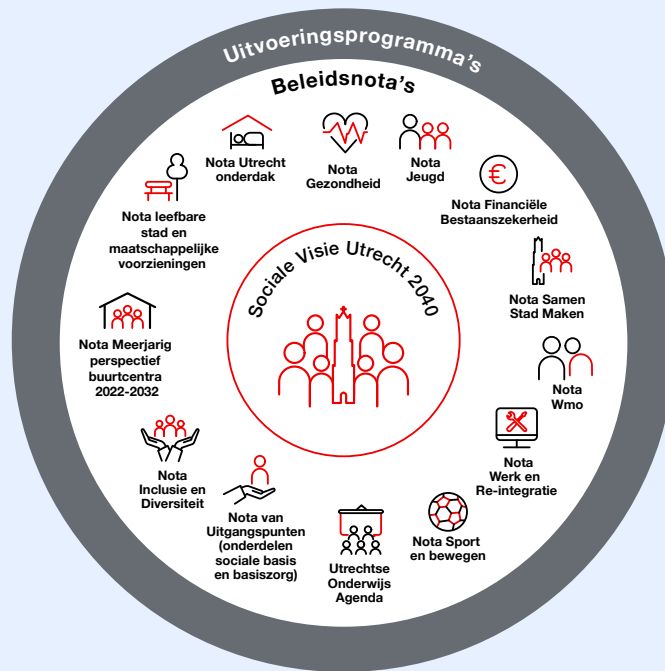 Uitvoeringsprogramma's
Beleidsnota's
Nota Utrecht
onderdak
Nota
Gezondheid
Nota
Jeugd
Nota Financiële
Bestaanszekerheid
Nota Samen
Stad Maken
Nota
Wmo
Nota
Werk en
Re-integratie
Nota Sport
en bewegen
Utrechtse
Onderwijs
Agenda
Nota van
Uitgangspunten
(onderdelen
sociale basis
en basiszorg)
Nota
Inclusie en
Diversiteit
Nota Meerjarig
perspectief
buurtcentra
2022-2032
Nota leefbare
stad en
maatschappelijke
voorzieningen
Sociale Visie Utrecht 2040
€